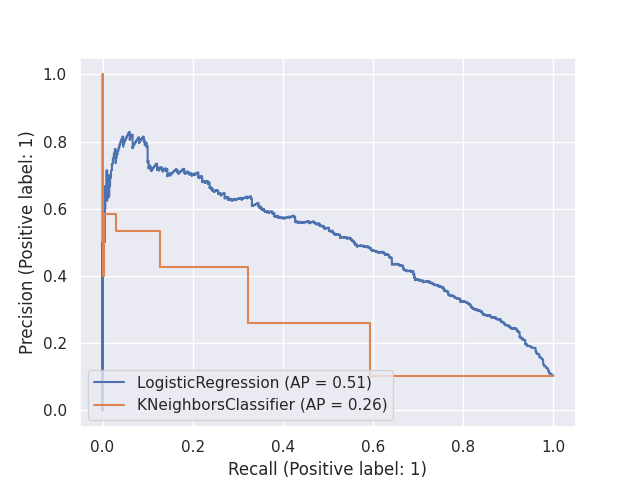 1.0
0.8
0.6
0.4
0.2
0.0
Precision (Positive label: 1)
LogisticRegression (AP = 0.51)
KNeighborsClassifier (AP = 0.26)
0.0 0.2 0.4 0.6 0.8 1.0
Recall (Positive label: 1)